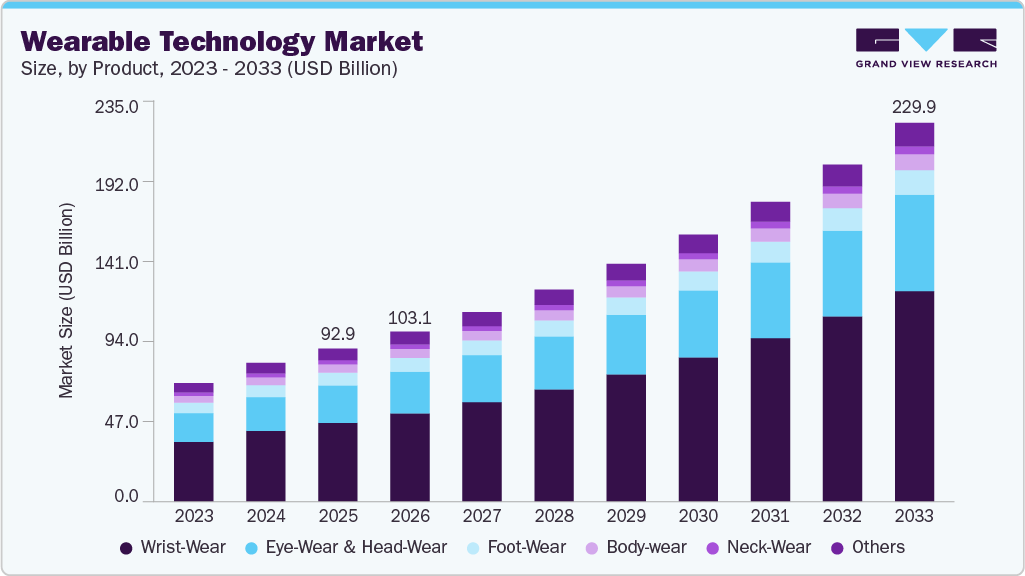 Wearable Technology Market
Size, by Product, 2023 - 2033 (USD Billion)
GRAND VIEW RESEARCH
Market Size (USD Billion)
235.0
192.0
141.0
94.0
47.0
0.0
92.9
103.1
229.9
2023 2024 2025 2026 2027 2028 2029 2030 2031 2032 2033
Wrist-Wear Eye-Wear & Head-Wear Foot-Wear Body-wear Neck-Wear Others